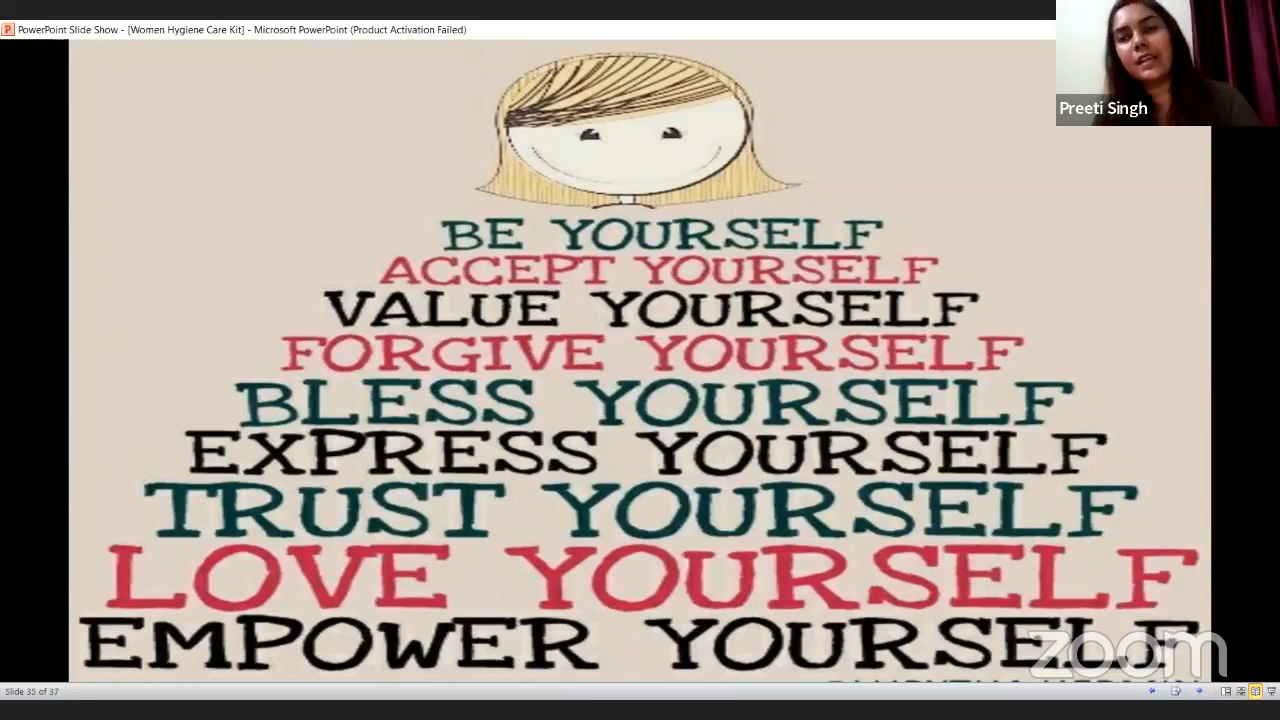 PowerPoint Slide Show - [Women Hygiene Care Kit] - Microsoft PowerPoint (Product Activation Failed)
Preeti Singh
BE YOURSELF
ACCEPT YOURSELF
VALUE YOURSELF
FORGIVE YOURSELF
BLESS YOURSELF
EXPRESS YOURSELF
TRUST YOURSELF
LOVE YOURSELF
EMPOWER YOURSELF
zoom
Slide 35 of 37